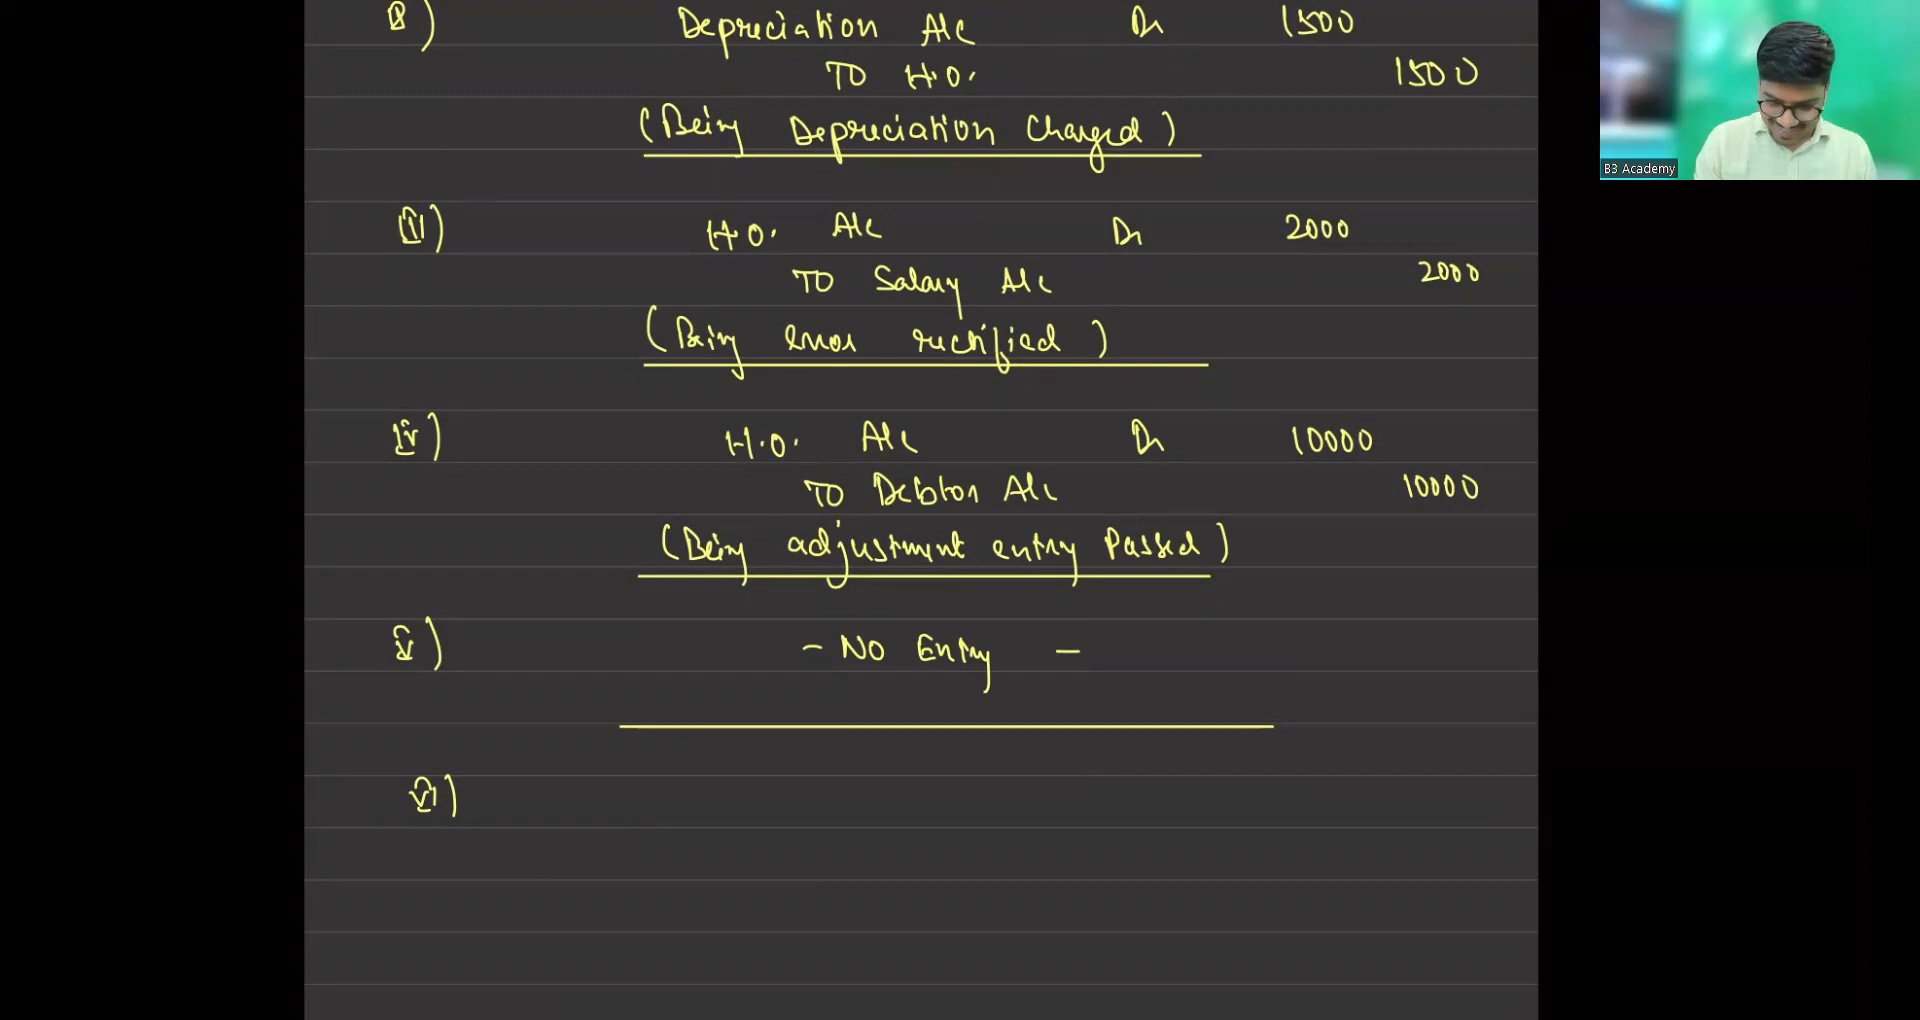 Depreciation A/c Dr 1500
TO H.O. 1500
(Being Depreciation Charged)
III) H.O. A/c Dr 2000
TO Salary A/c 2000
(Being error rectified)
IV) H.O. A/c Dr 10000
TO Debtor A/c 10000
(Being adjustment entry Passed)
V) - NO Entry -
VI)
B3 Academy